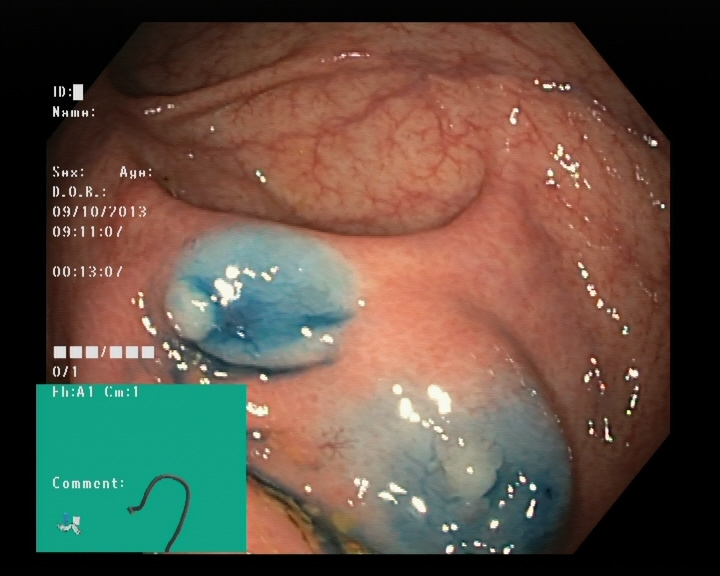 ID:
Name:
Sex: Age:
D.O.B.:
09/10/2013
09:11:07
00:13:07
■■■/■■■
0/1
Eh:A1 Cm:1
Comment: